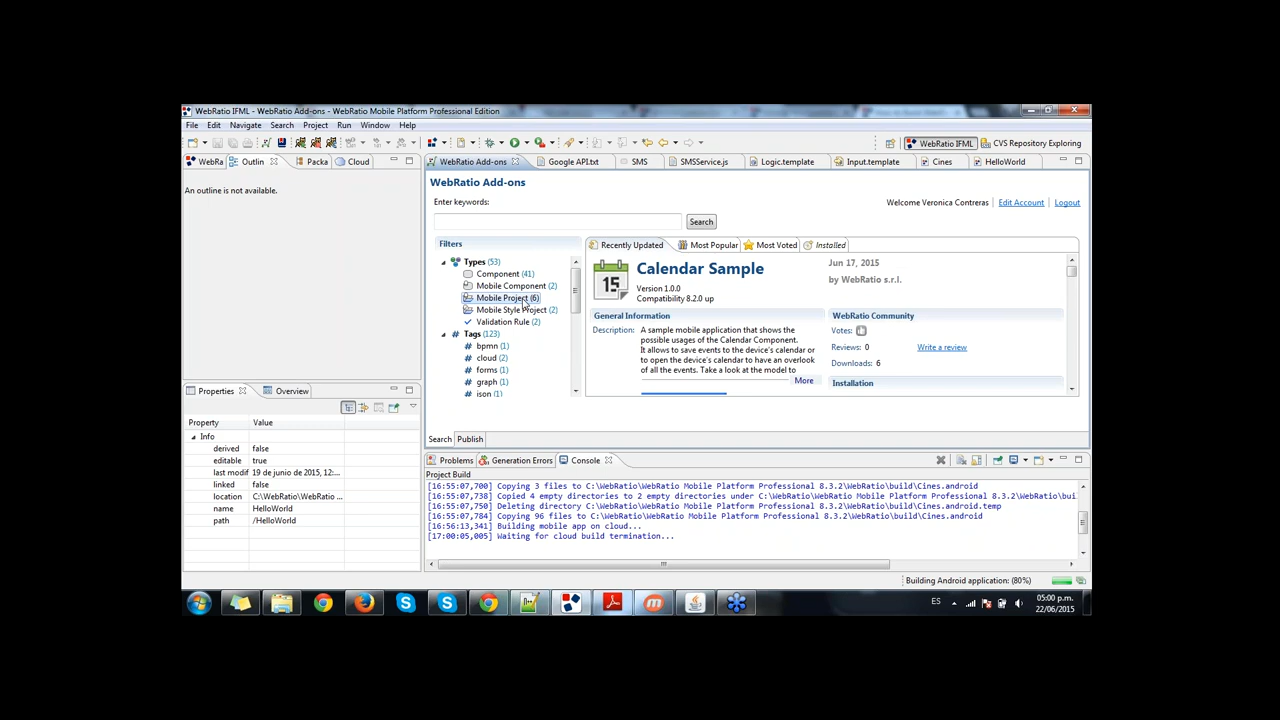 WebRatio IFML - WebRatio Add-ons - WebRatio Mobile Platform Professional Edition
File Edit Navigate Search Project Run Window Help
WebRatio IFML CVS Repository Exploring
WebRa Outlin Packa Cloud
An outline is not available.
WebRatio Add-ons Google API.txt SMS SMSService.js Logic.template Input.template Cines HelloWorld
WebRatio Add-ons
Enter keywords:
Welcome Veronica Contreras Edit Account Logout
Search
Filters
Types (53)
Component (41)
Mobile Component (2)
Mobile Project (6)
Mobile Style Project (2)
Validation Rule (2)
Tags (123)
bpmn (1)
cloud (2)
forms (1)
graph (1)
json (1)
Recently Updated Most Popular Most Voted Installed
15
Calendar Sample
Version 1.0.0
Compatibility 8.2.0 up
Jun 17, 2015
by WebRatio s.r.l.
General Information
Description: A sample mobile application that shows the
possible usages of the Calendar Component.
It allows to save events to the device's calendar or
to open the device's calendar to have an overlook
of all the events. Take a look at the model to
More
WebRatio Community
Votes:
Reviews: 0 Write a review
Downloads: 6
Installation
Search Publish
Properties Overview
Property Value
Info
derived false
editable true
last modif 19 de junio de 2015, 12:...
linked false
location C:\WebRatio\WebRatio ...
name HelloWorld
path /HelloWorld
Problems Generation Errors Console
Project Build
[16:55:07,700] Copying 3 files to C:\WebRatio\WebRatio Mobile Platform Professional 8.3.2\WebRatio\build\Cines.android
[16:55:07,738] Copied 4 empty directories to 2 empty directories under C:\WebRatio\WebRatio Mobile Platform Professional 8.3.2\WebRatio\bui
[16:55:07,750] Deleting directory C:\WebRatio\WebRatio Mobile Platform Professional 8.3.2\WebRatio\build\Cines.android.temp
[16:55:07,784] Copying 96 files to C:\WebRatio\WebRatio Mobile Platform Professional 8.3.2\WebRatio\build\Cines.android
[16:56:13,341] Building mobile app on cloud...
[17:00:05,005] Waiting for cloud build termination...
Building Android application: (80%)
ES
05:00 p.m.
22/06/2015